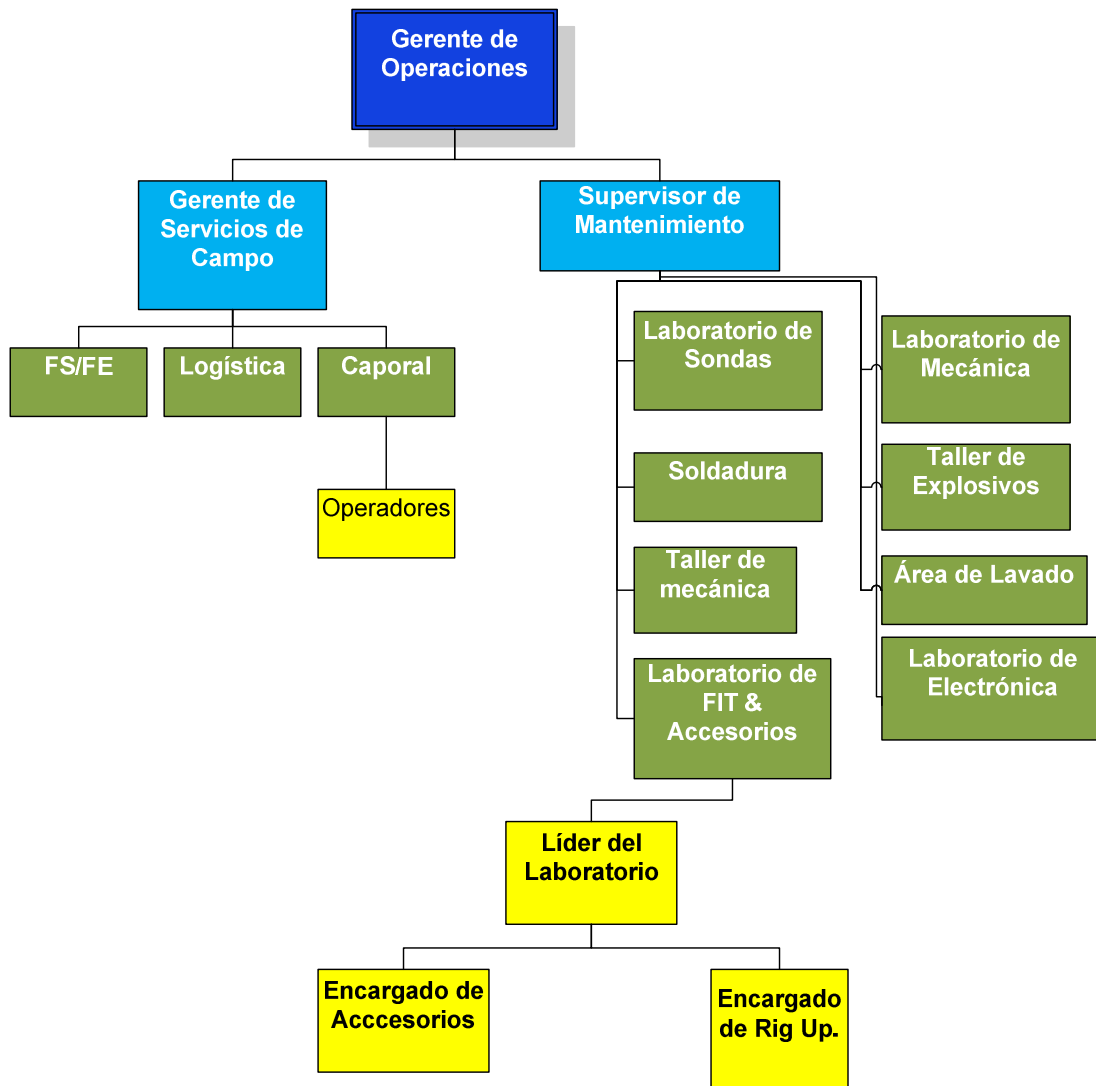 Gerente de
Operaciones
Gerente de
Servicios de
Campo
Supervisor de
Mantenimiento
FS/FE
Logística
Caporal
Operadores
Laboratorio de
Sondas
Laboratorio de
Mecánica
Soldadura
Taller de
Explosivos
Taller de
mecánica
Área de Lavado
Laboratorio de
FIT &
Accesorios
Laboratorio de
Electrónica
Líder del
Laboratorio
Encargado de
Acccesorios
Encargado
de Rig Up.